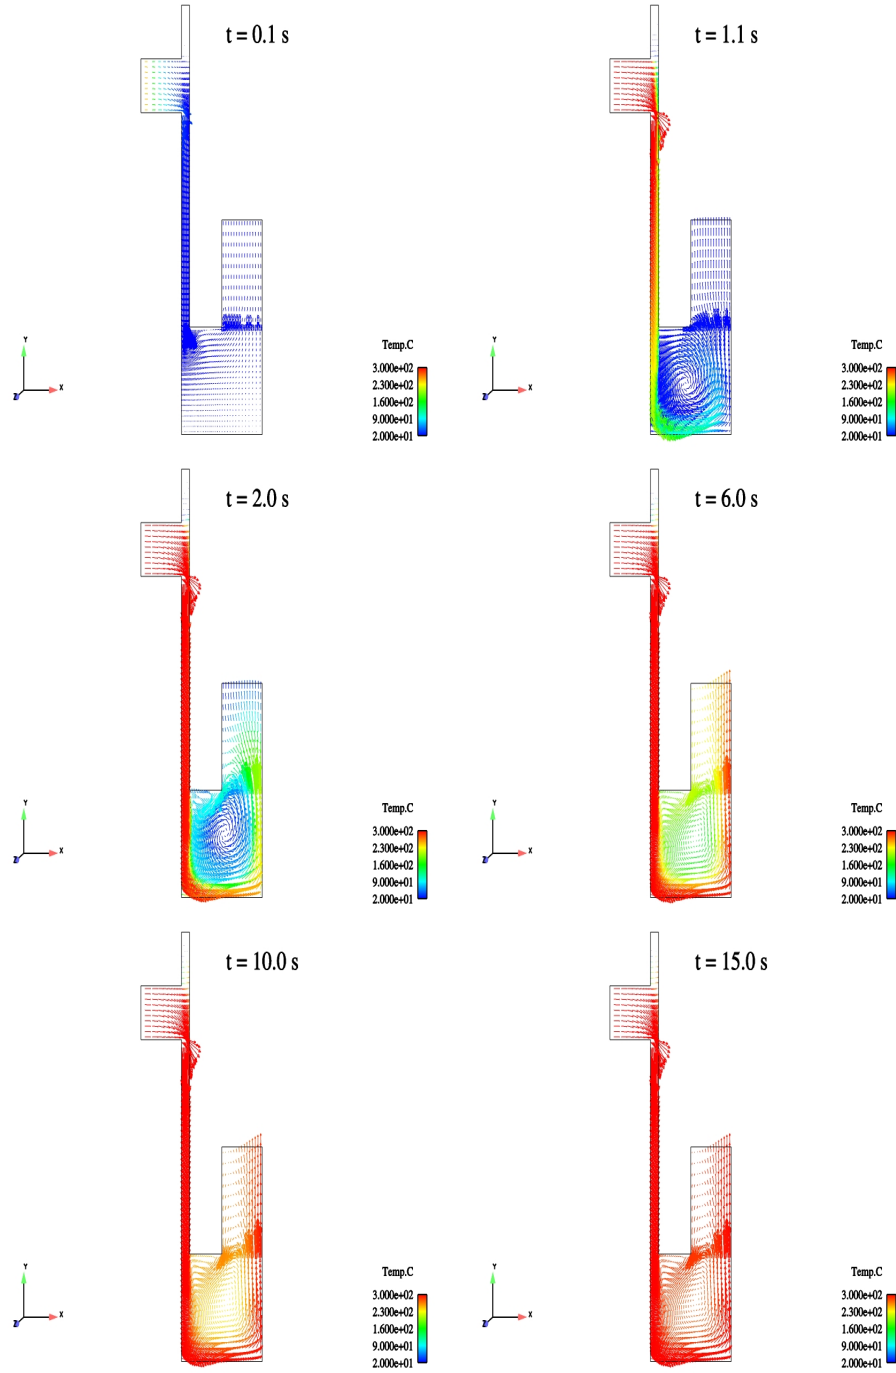 t = 0.1 s
Temp.C
3.000e+02
2.300e+02
1.600e+02
9.000e+01
2.000e+01
Y
X
Z
t = 1.1 s
Temp.C
3.000e+02
2.300e+02
1.600e+02
9.000e+01
2.000e+01
Y
X
Z
t = 2.0 s
Temp.C
3.000e+02
2.300e+02
1.600e+02
9.000e+01
2.000e+01
Y
X
Z
t = 6.0 s
Temp.C
3.000e+02
2.300e+02
1.600e+02
9.000e+01
2.000e+01
Y
X
Z
t = 10.0 s
Temp.C
3.000e+02
2.300e+02
1.600e+02
9.000e+01
2.000e+01
Y
X
Z
t = 15.0 s
Temp.C
3.000e+02
2.300e+02
1.600e+02
9.000e+01
2.000e+01
Y
X
Z